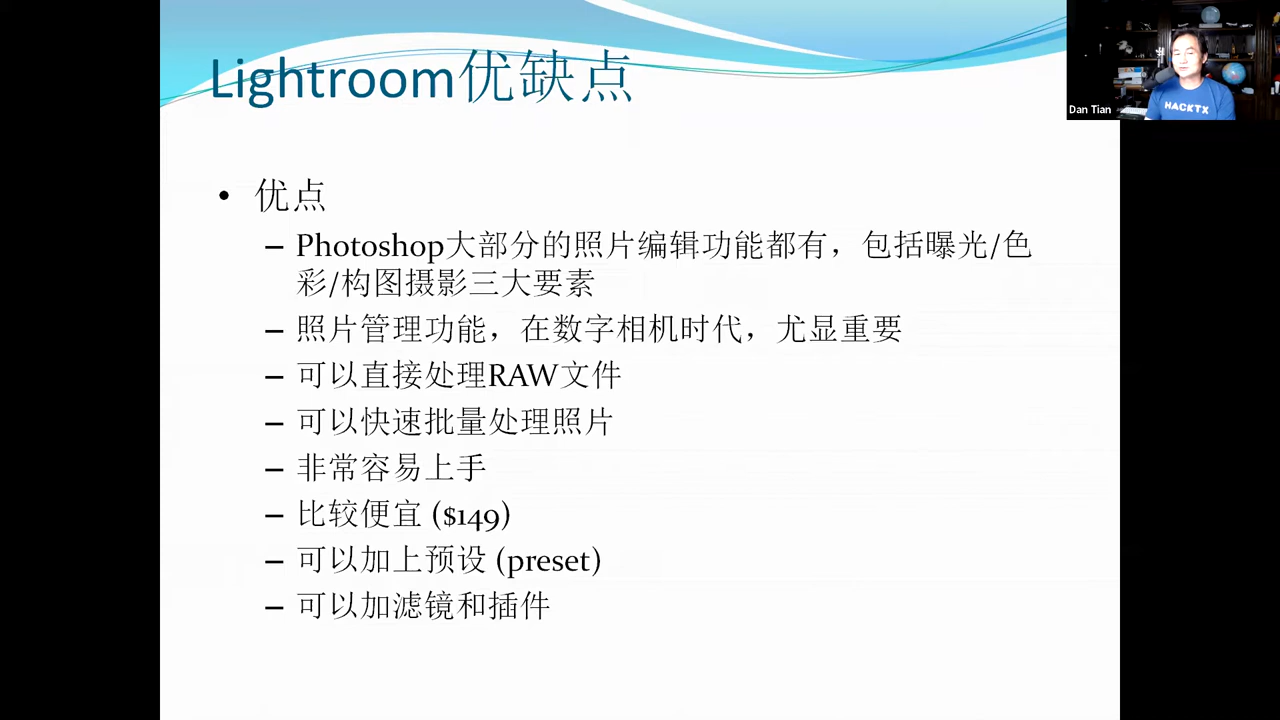 Lightroom优缺点
• 优点
– Photoshop大部分的照片编辑功能都有，包括曝光/色
彩/构图摄影三大要素
– 照片管理功能，在数字相机时代，尤显重要
– 可以直接处理RAW文件
– 可以快速批量处理照片
– 非常容易上手
– 比较便宜 ($149)
– 可以加上预设 (preset)
– 可以加滤镜和插件
Dan Tian
HACKTX